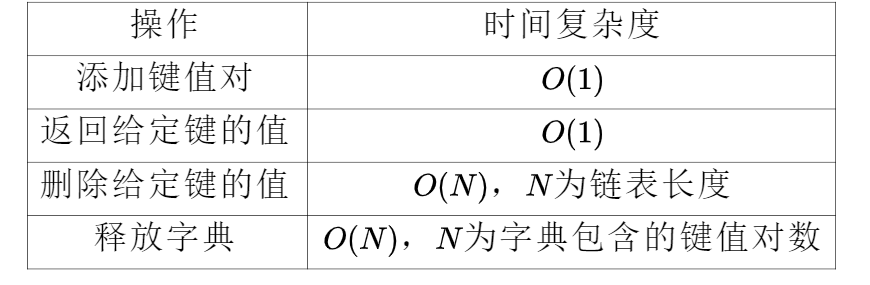 操作 时间复杂度
添加键值对 O(1)
返回给定键的值 O(1)
删除给定键的值 O(N)，N为链表长度
释放字典 O(N)，N为字典包含的键值对数